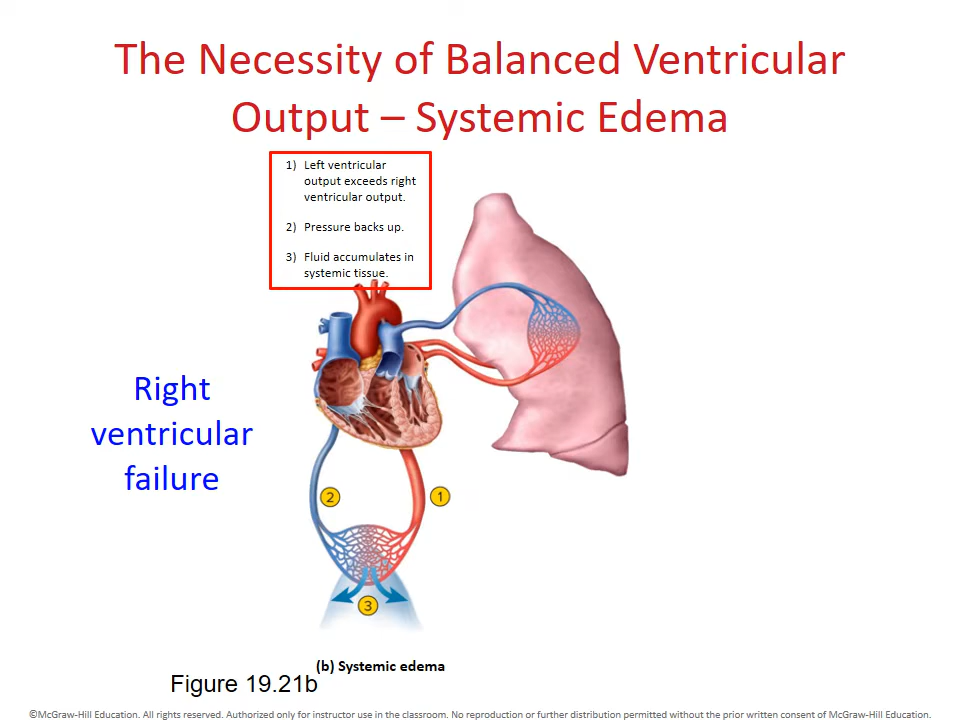 The Necessity of Balanced Ventricular
Output – Systemic Edema
1) Left ventricular
output exceeds right
ventricular output.
2) Pressure backs up.
3) Fluid accumulates in
systemic tissue.
Right
ventricular
failure
2
1
3
(b) Systemic edema
Figure 19.21b
©McGraw-Hill Education. All rights reserved. Authorized only for instructor use in the classroom. No reproduction or further distribution permitted without the prior written consent of McGraw-Hill Education.